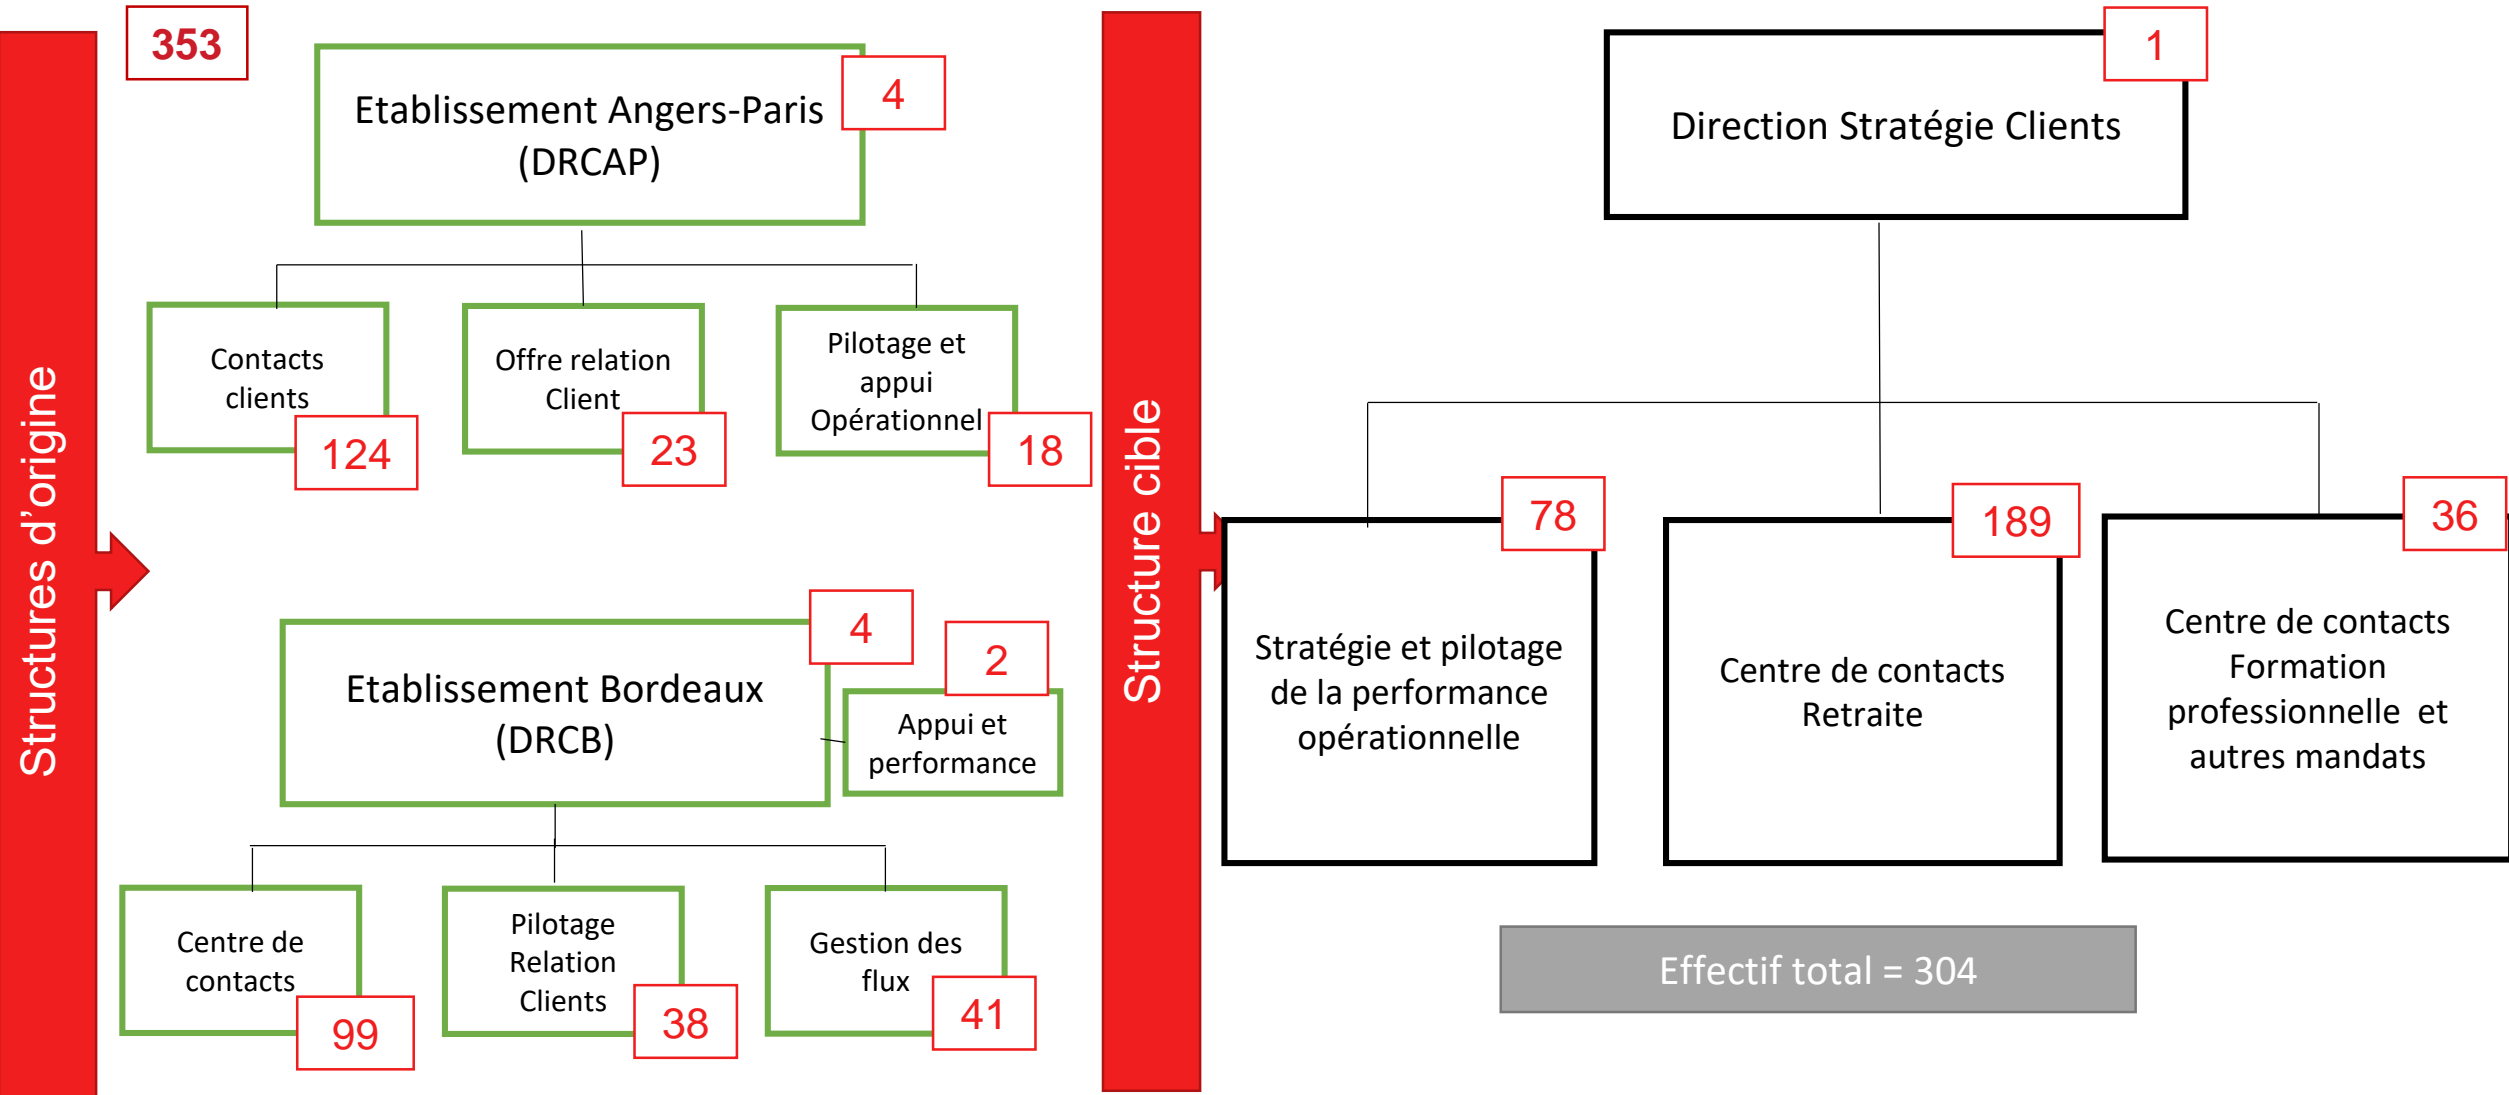 Structures d’origine
353
Etablissement Angers-Paris
(DRCAP)
4
Contacts
clients
124
Offre relation
Client
23
Pilotage et
appui
Opérationnel
18
Etablissement Bordeaux
(DRCB)
4
2
Appui et
performance
Centre de
contacts
99
Pilotage
Relation
Clients
38
Gestion des
flux
41
Structure cible
1
Direction Stratégie Clients
78
Stratégie et pilotage
de la performance
opérationnelle
189
Centre de contacts
Retraite
36
Centre de contacts
Formation
professionnelle et
autres mandats
Effectif total = 304